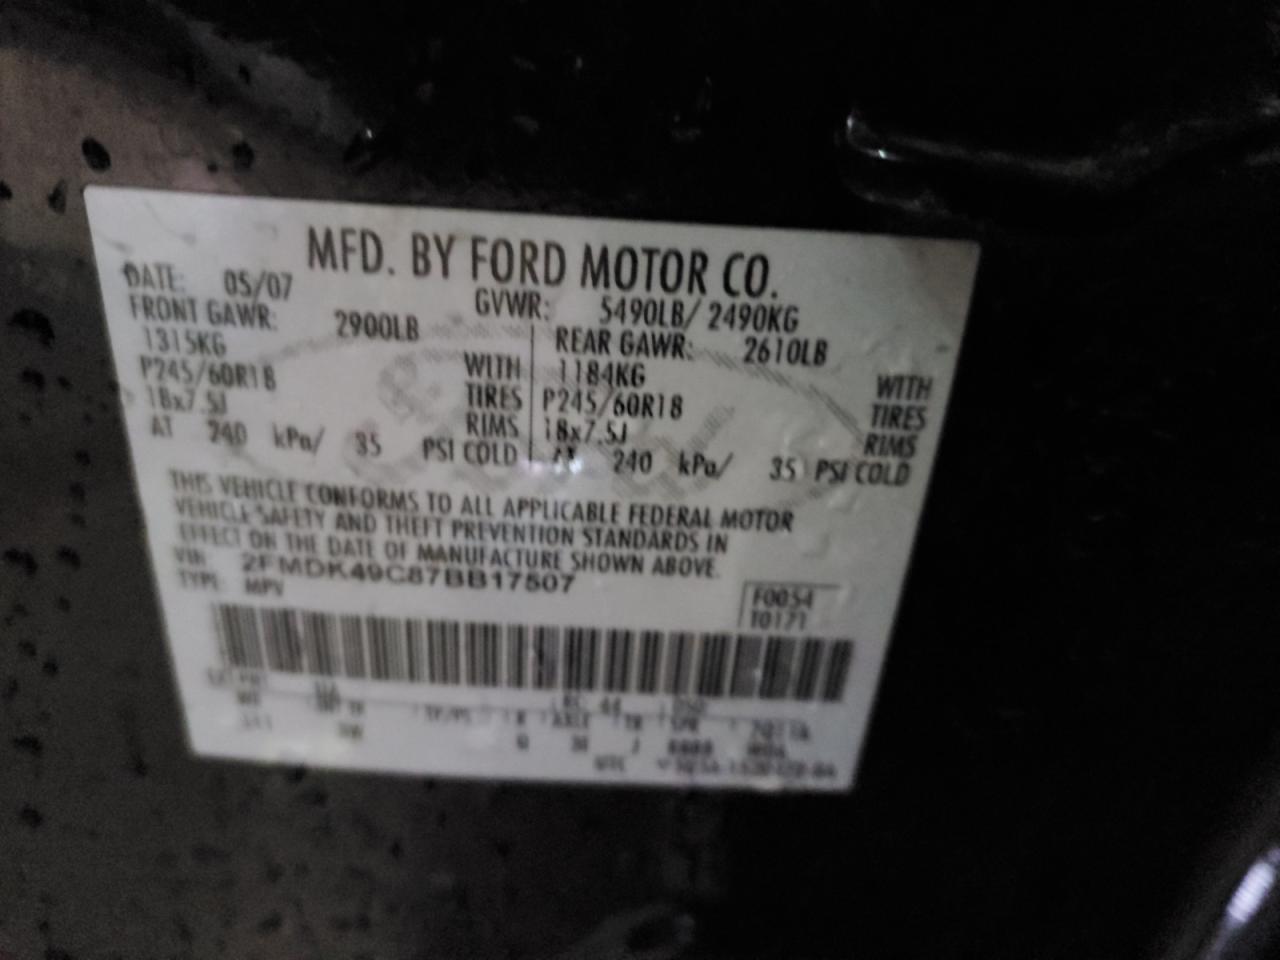 MFD. BY FORD MOTOR CO.
DATE: 05/07 GVWR: 5490LB/ 2490KG
FRONT GAWR: 2900LB REAR GAWR: 2610LB
1315KG WITH 1184KG WITH
P245/60R18 TIRES P245/60R18 TIRES
18x7.5J RIMS 18x7.5J RIMS
AT 240 kPa/ 35 PSI COLD AT 240 kPa/ 35 PSI COLD
THIS VEHICLE CONFORMS TO ALL APPLICABLE FEDERAL MOTOR
VEHICLE SAFETY AND THEFT PREVENTION STANDARDS IN
EFFECT ON THE DATE OF MANUFACTURE SHOWN ABOVE.
VIN: 2FMDK49C87BB17507
TYPE: MPV
F0054
T0171